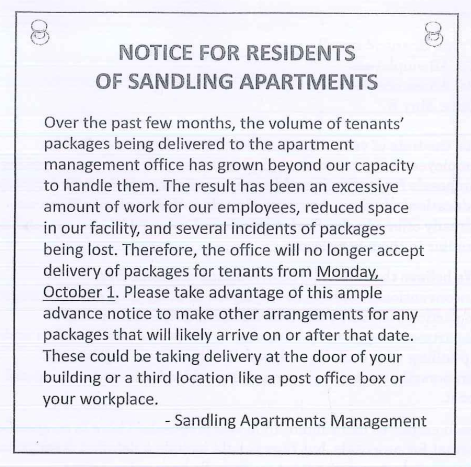 NOTICE FOR RESIDENTS
OF SANDLING APARTMENTS
Over the past few months, the volume of tenants'
packages being delivered to the apartment
management office has grown beyond our capacity
to handle them. The result has been an excessive
amount of work for our employees, reduced space
in our facility, and several incidents of packages
being lost. Therefore, the office will no longer accept
delivery of packages for tenants from Monday,
October 1. Please take advantage of this ample
advance notice to make other arrangements for any
packages that will likely arrive on or after that date.
These could be taking delivery at the door of your
building or a third location like a post office box or
your workplace.
- Sandling Apartments Management